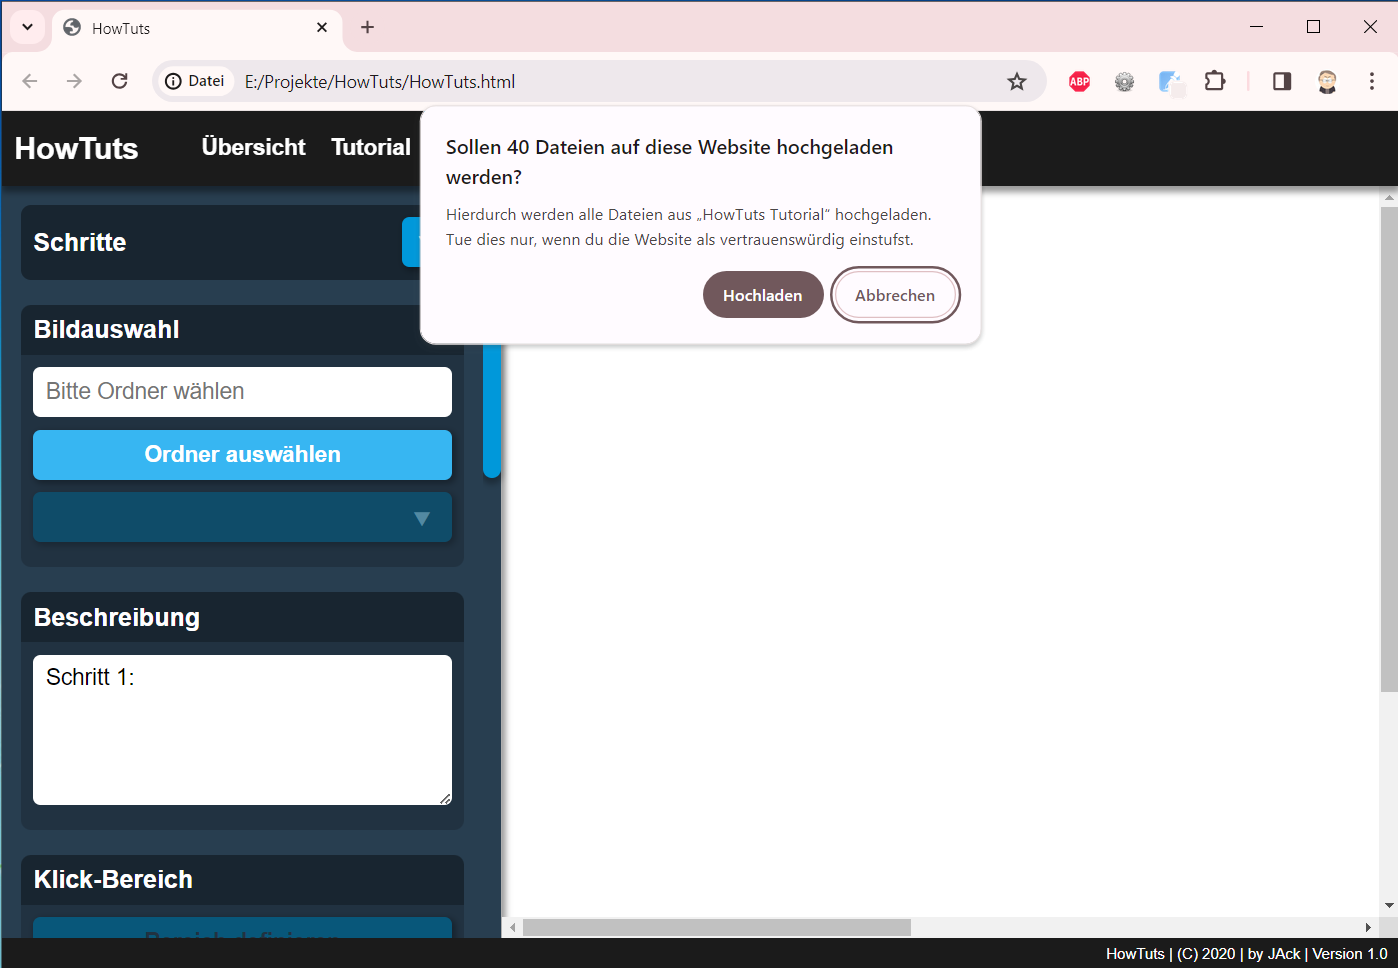 HowTuts
Datei
E:/Projekte/HowTuts/HowTuts.html
ABP
HowTuts
Übersicht
Tutorial
Sollen 40 Dateien auf diese Website hochgeladen
werden?
Hierdurch werden alle Dateien aus „HowTuts Tutorial“ hochgeladen.
Tue dies nur, wenn du die Website als vertrauenswürdig einstufst.
Hochladen
Abbrechen
Schritte
Bildauswahl
Bitte Ordner wählen
Ordner auswählen
Beschreibung
Schritt 1:
Klick-Bereich
Bereich definieren
HowTuts | (C) 2020 | by JAck | Version 1.0